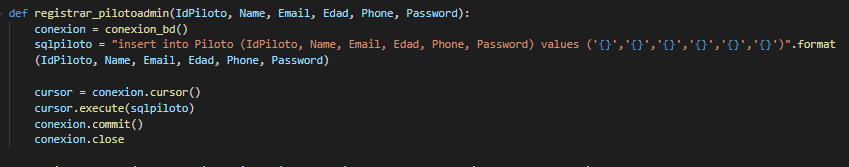 def registrar_pilotoadmin(IdPiloto, Name, Email, Edad, Phone, Password):
    conexion = conexion_bd()
    sqlpiloto = "insert into Piloto (IdPiloto, Name, Email, Edad, Phone, Password) values ('{}','{}','{}','{}','{}','{}')".format
    (IdPiloto, Name, Email, Edad, Phone, Password)

    cursor = conexion.cursor()
    cursor.execute(sqlpiloto)
    conexion.commit()
    conexion.close